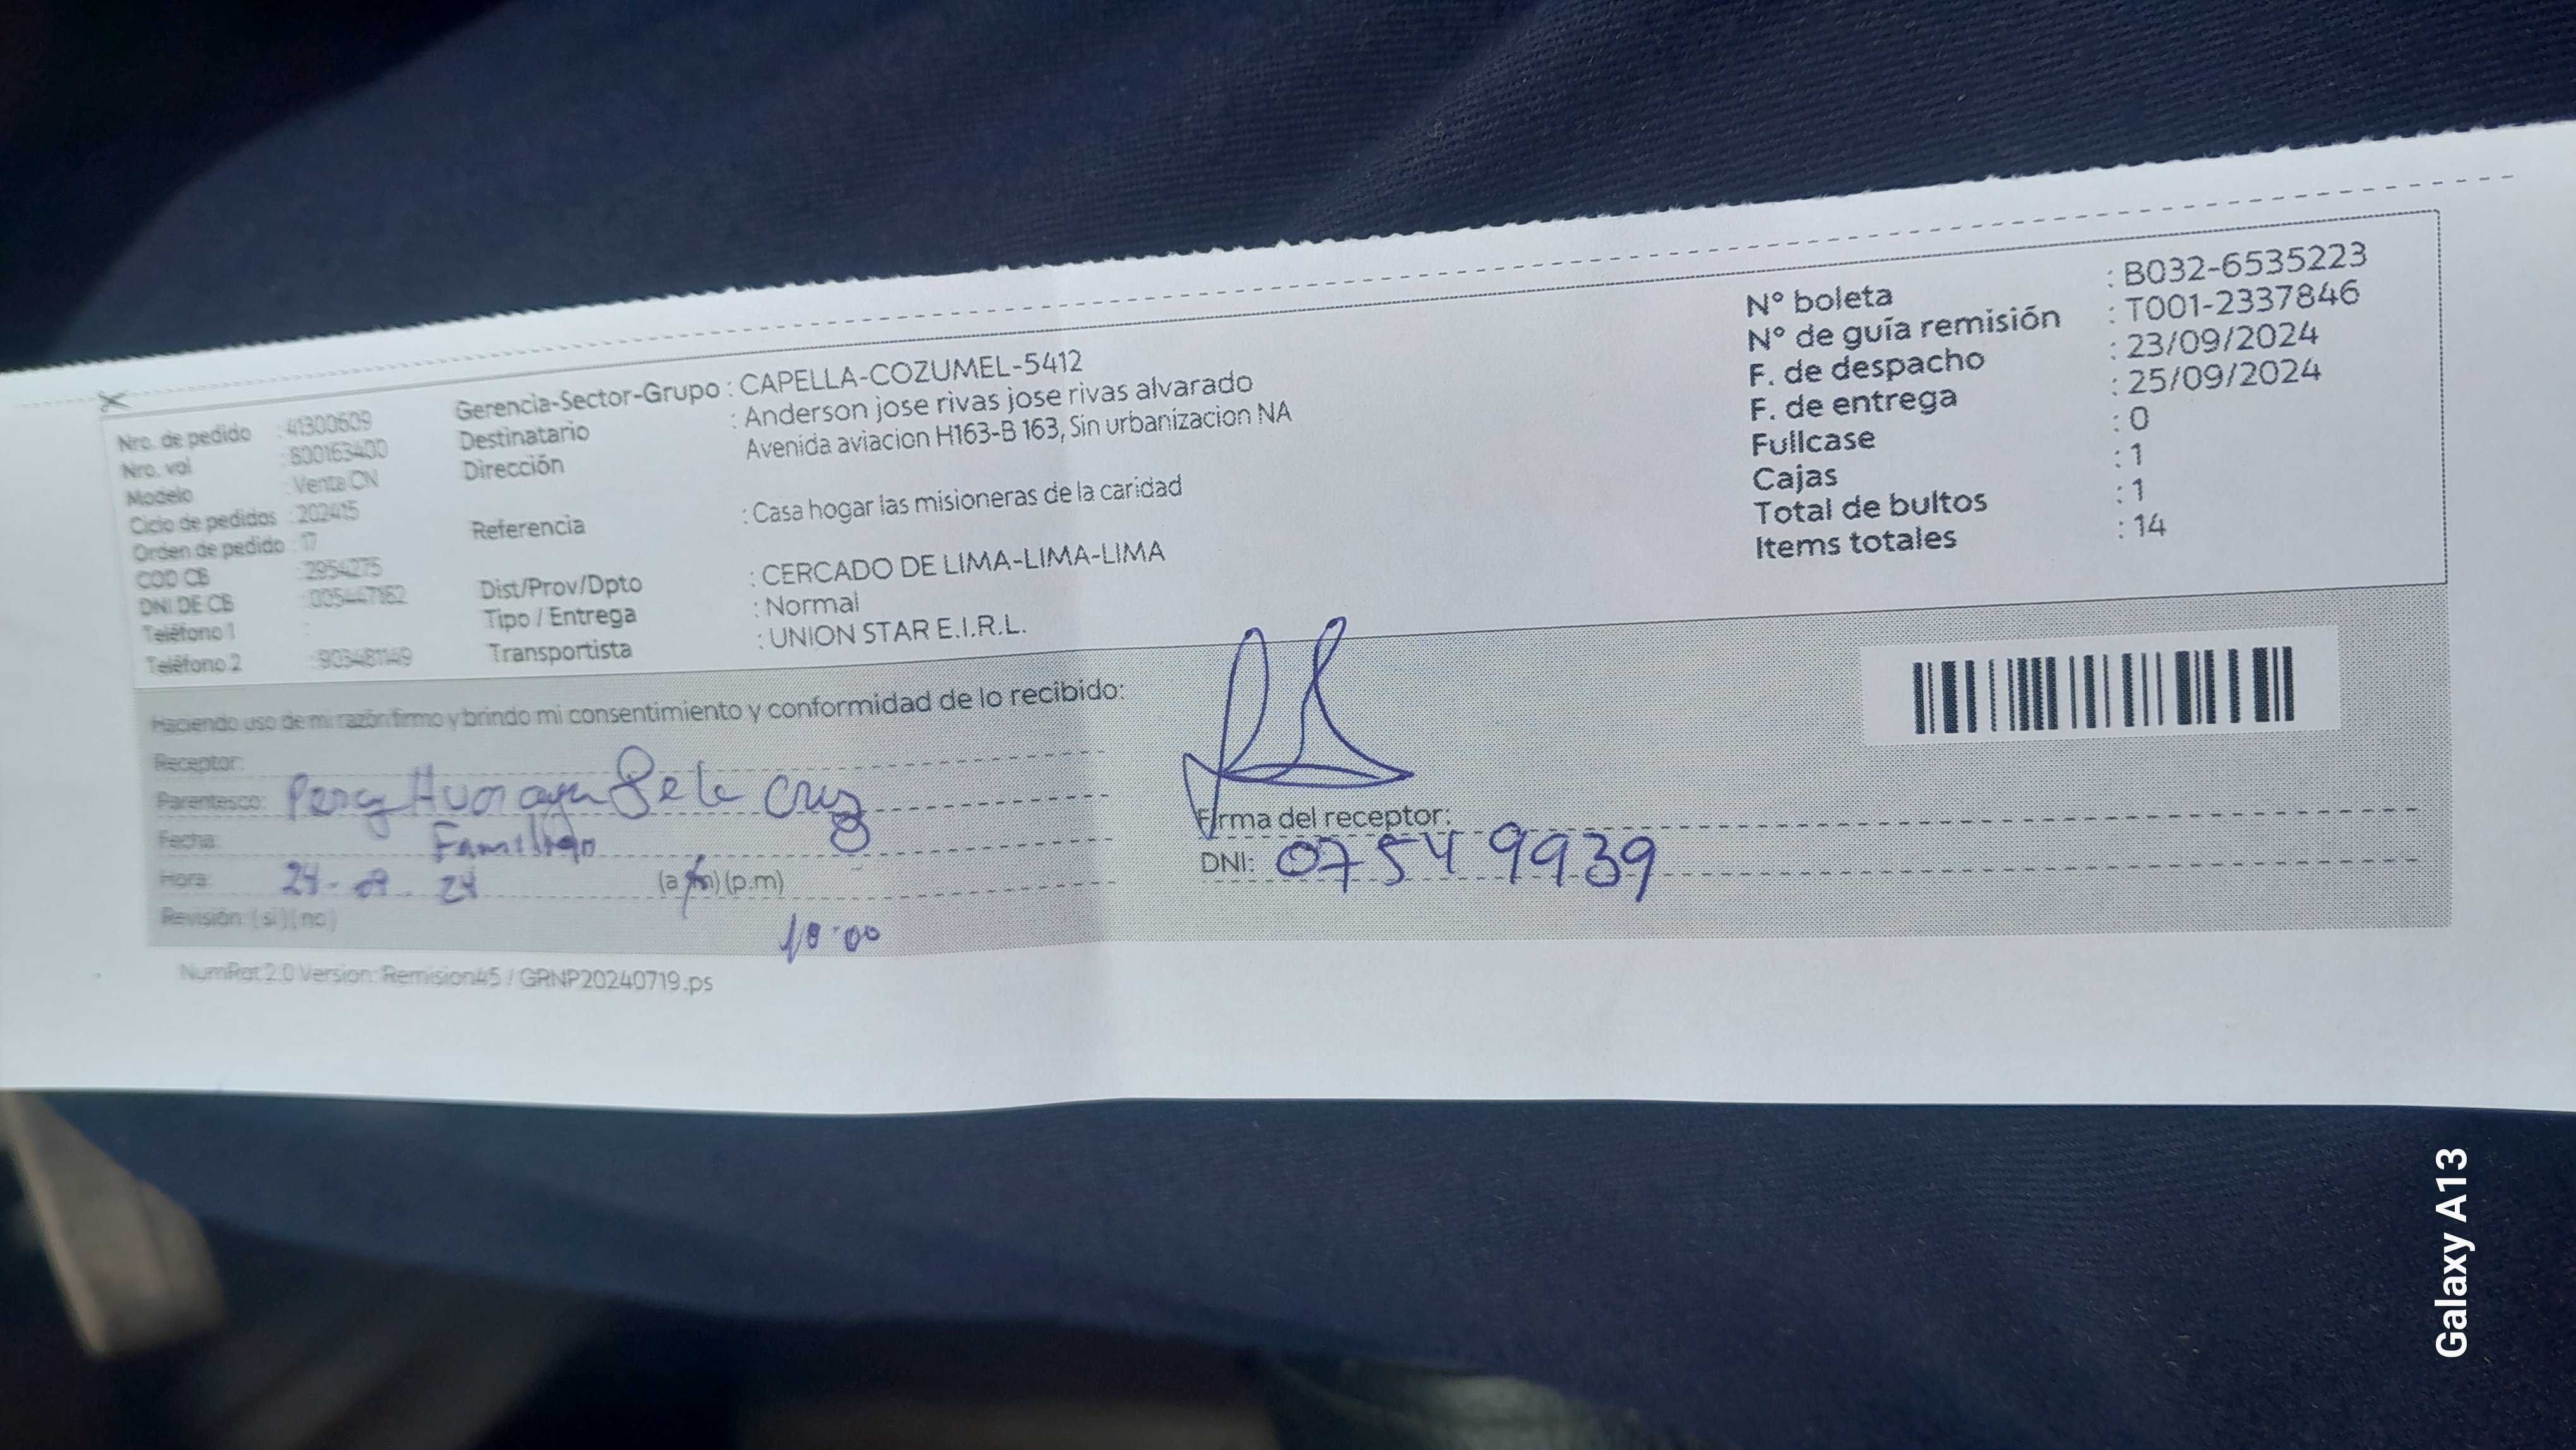 Nro. de pedido : 41300609
Nro. val : 800163400
Modelo : Venta CN
Ciclo de pedidos : 202415
Orden de pedido : 17
COD CB : 2954275
DNI DE CB : 005447162
Teléfono 1 :
Teléfono 2 : 903481149
Gerencia-Sector-Grupo : CAPELLA-COZUMEL-5412
Destinatario : Anderson jose rivas jose rivas alvarado
Dirección Avenida aviacion H163-B 163, Sin urbanizacion NA
Referencia : Casa hogar las misioneras de la caridad
Dist/Prov/Dpto : CERCADO DE LIMA-LIMA-LIMA
Tipo / Entrega : Normal
Transportista : UNION STAR E.I.R.L.
N° boleta : B032-6535223
N° de guía remisión : T001-2337846
F. de despacho : 23/09/2024
F. de entrega : 25/09/2024
Fullcase : 0
Cajas : 1
Total de bultos : 1
Items totales : 14
Haciendo uso de mi razón firmo y brindo mi consentimiento y conformidad de lo recibido:
Receptor:
Parentesco: Cruz
Fecha:
Hora: 24 - 09 - 24 (a.m) (p.m)
10:00
Revisión: (si) (no)
Firma del receptor:
DNI: 07549939
NumRot 2.0 Version: Remision45 / GRNP20240719.ps
Galaxy A13